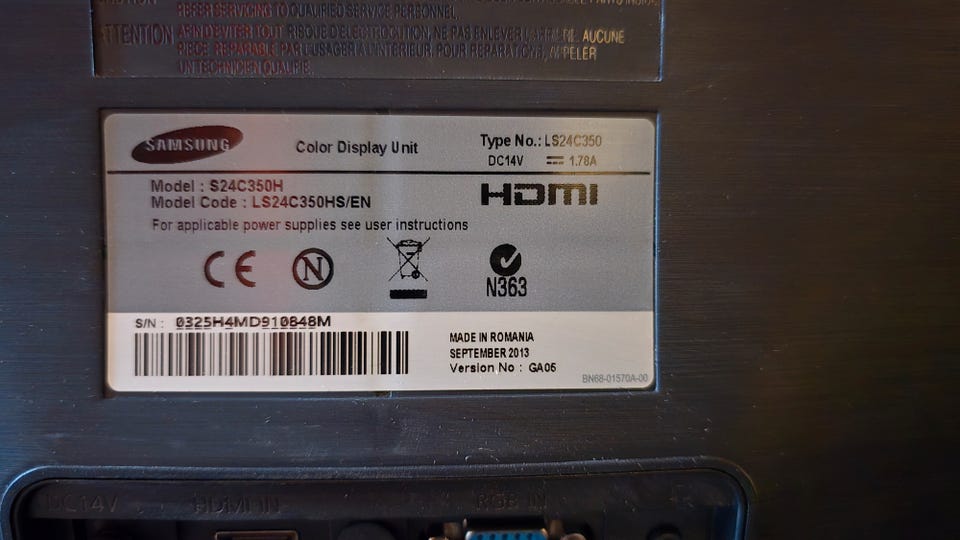 REFER SERVICING TO QUALIFIED SERVICE PERSONNEL.
ATTENTION AFIN D'EVITER TOUT RISQUE D'ELECTROCUTION, NE PAS ENLEVER AUCUNE
PIECE REPARABLE PAR L'USAGER A L'INTERIEUR POUR REPARATIONS, APPELER
UN TECHNICIEN QUALIFIE.
SAMSUNG
Color Display Unit
Type No.: LS24C350
DC14V 1.78A
Model : S24C350H
Model Code : LS24C350HS/EN
HDMI
For applicable power supplies see user instructions
CE
N
N363
S/N : 0325H4MD910848M
MADE IN ROMANIA
SEPTEMBER 2013
Version No : GA06
BN68-01570A-00
DC14V
HDMI IN
RGB IN